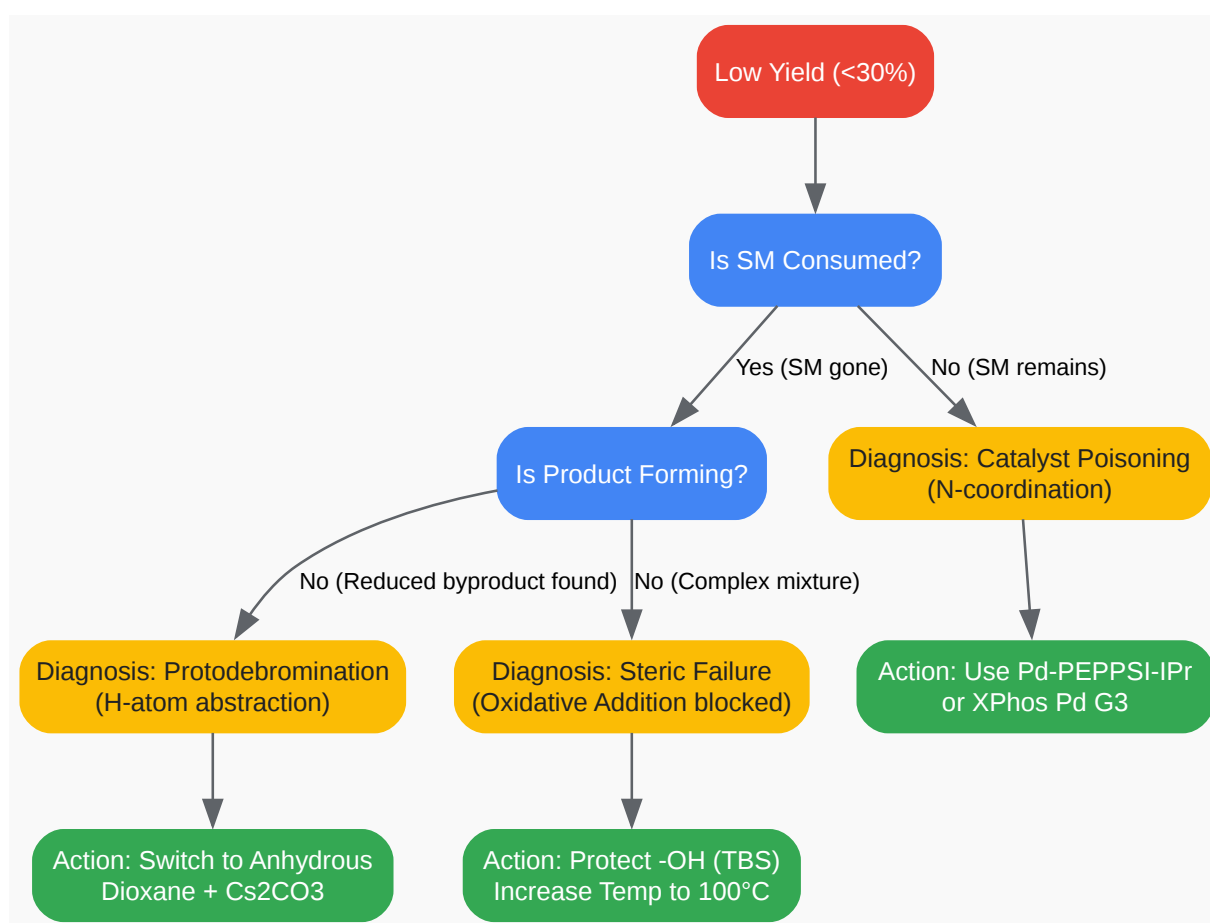 Low Yield (<30%)
Is SM Consumed?
Yes (SM gone)
No (SM remains)
Is Product Forming?
Diagnosis: Catalyst Poisoning
(N-coordination)
No (Reduced byproduct found)
No (Complex mixture)
Diagnosis: Protodebromination
(H-atom abstraction)
Diagnosis: Steric Failure
(Oxidative Addition blocked)
Action: Use Pd-PEPPSI-IPr
or XPhos Pd G3
Action: Switch to Anhydrous
Dioxane + Cs2CO3
Action: Protect -OH (TBS)
Increase Temp to 100°C